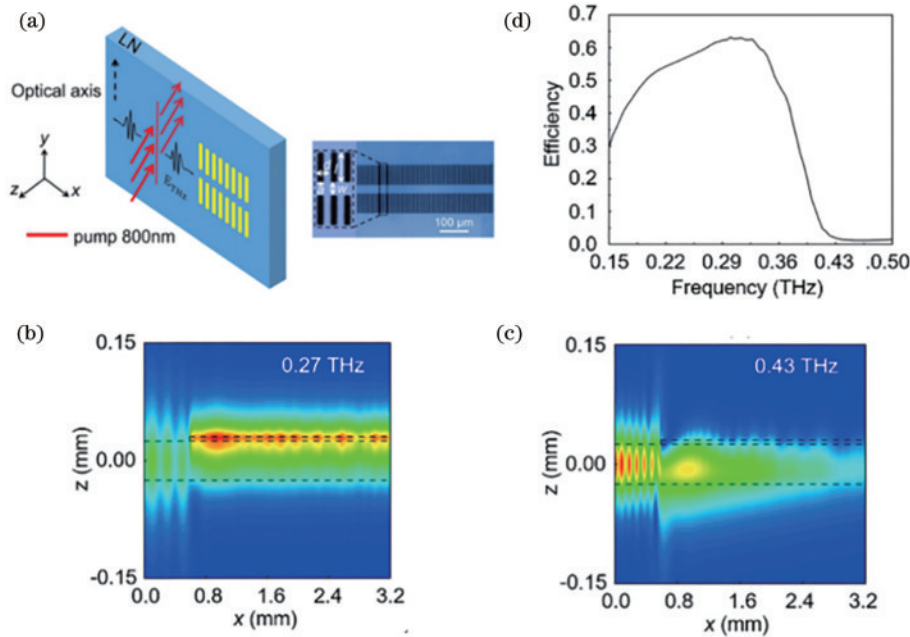 (a)
LN
Optical axis
y
z
x
E_THz
pump 800nm
w
100 μm
(d)
Efficiency
0.7
0.6
0.5
0.4
0.3
0.2
0.1
0.0
0.15 0.22 0.29 0.36 0.43 .0.50
Frequency (THz)
(b)
0.27 THz
z (mm)
0.15
0.00
-0.15
0.0 0.8 1.6 2.4 3.2
x (mm)
(c)
0.43 THz
z (mm)
0.15
0.00
-0.15
0.0 0.8 1.6 2.4 3.2
x (mm)